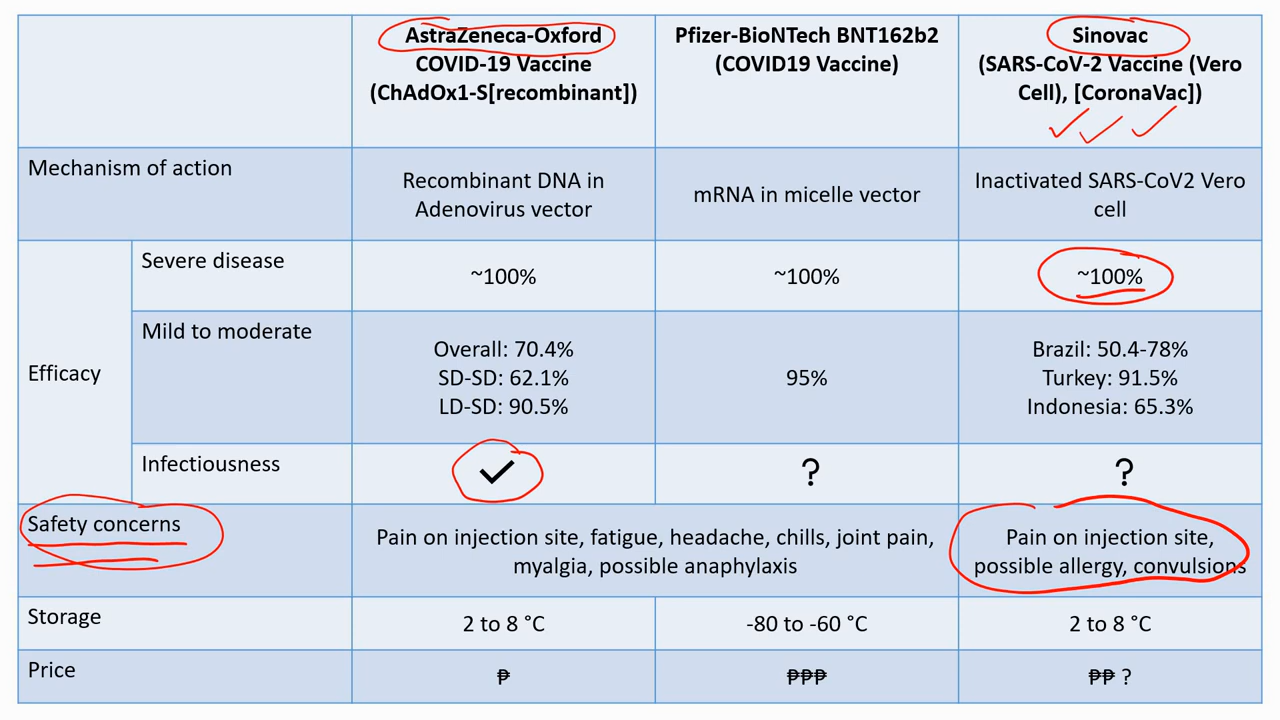 AstraZeneca-Oxford
COVID-19 Vaccine
(ChAdOx1-S[recombinant])
Pfizer-BioNTech BNT162b2
(COVID19 Vaccine)
Sinovac
(SARS-CoV-2 Vaccine (Vero
Cell), [CoronaVac])
Mechanism of action
Recombinant DNA in
Adenovirus vector
mRNA in micelle vector
Inactivated SARS-CoV2 Vero
cell
Efficacy
Severe disease
~100%
~100%
~100%
Mild to moderate
Overall: 70.4%
SD-SD: 62.1%
LD-SD: 90.5%
95%
Brazil: 50.4-78%
Turkey: 91.5%
Indonesia: 65.3%
Infectiousness
✓
?
?
Safety concerns
Pain on injection site, fatigue, headache, chills, joint pain,
myalgia, possible anaphylaxis
Pain on injection site,
possible allergy, convulsions
Storage
2 to 8 °C
-80 to -60 °C
2 to 8 °C
Price
₱
₱₱₱
₱₱ ?